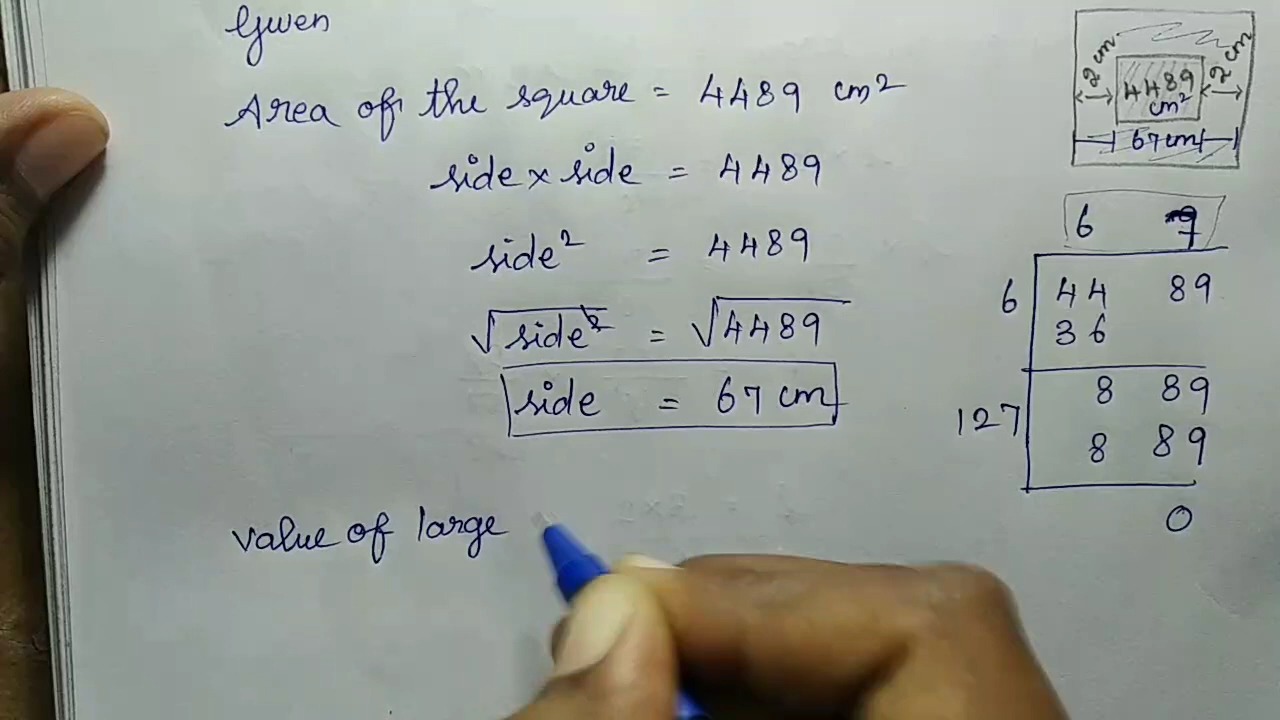 Given
Area of the square = 4489 cm²
side × side = 4489
side² = 4489
√side² = √4489
side = 67 cm
value of large
2 cm
4489
cm²
2 cm
67 cm
6 7
6 44 89
36
8 89
127
8 89
0